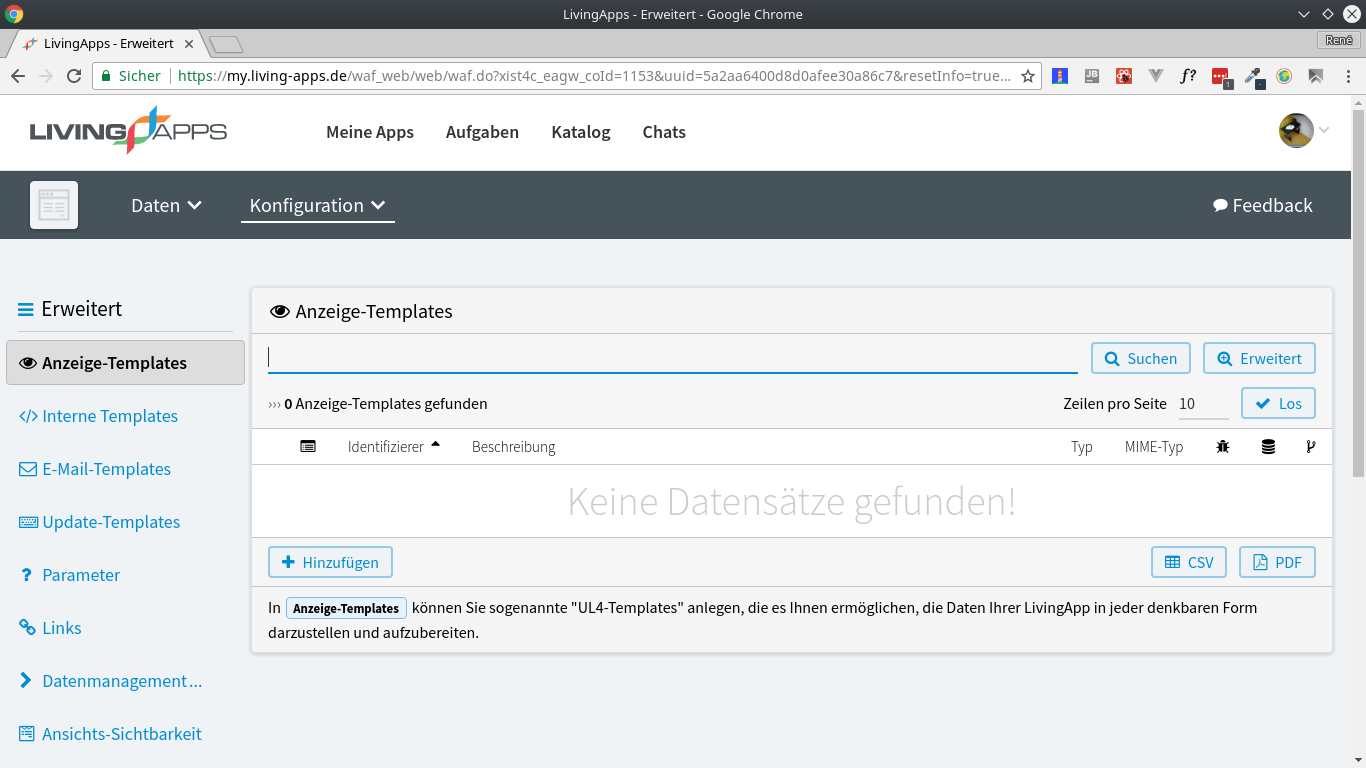 LivingApps - Erweitert - Google Chrome
LivingApps - Erweitert
René
Sicher https://my.living-apps.de/waf_web/web/waf.do?xist4c_eagw_coId=1153&uuid=5a2aa6400d8d0afee30a86c7&resetInfo=true...
JB f? 1
LIVING APPS Meine Apps Aufgaben Katalog Chats
Daten Konfiguration Feedback
Erweitert
Anzeige-Templates
Interne Templates
E-Mail-Templates
Update-Templates
? Parameter
Links
Datenmanagement...
Ansichts-Sichtbarkeit
Anzeige-Templates
Suchen Erweitert
››› 0 Anzeige-Templates gefunden Zeilen pro Seite 10 Los
Identifizierer Beschreibung Typ MIME-Typ
Keine Datensätze gefunden!
Hinzufügen CSV PDF
In Anzeige-Templates können Sie sogenannte "UL4-Templates" anlegen, die es Ihnen ermöglichen, die Daten Ihrer LivingApp in jeder denkbaren Form
darzustellen und aufzubereiten.